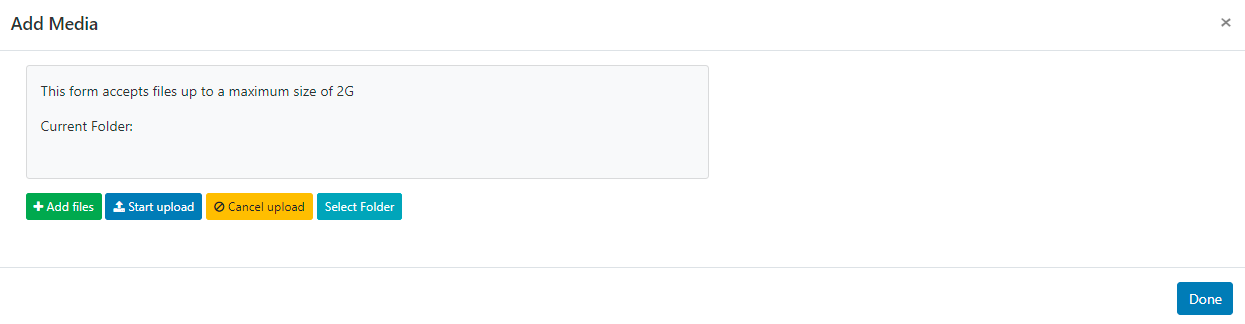 Add Media
×
This form accepts files up to a maximum size of 2G
Current Folder:
Add files Start upload Cancel upload Select Folder
Done